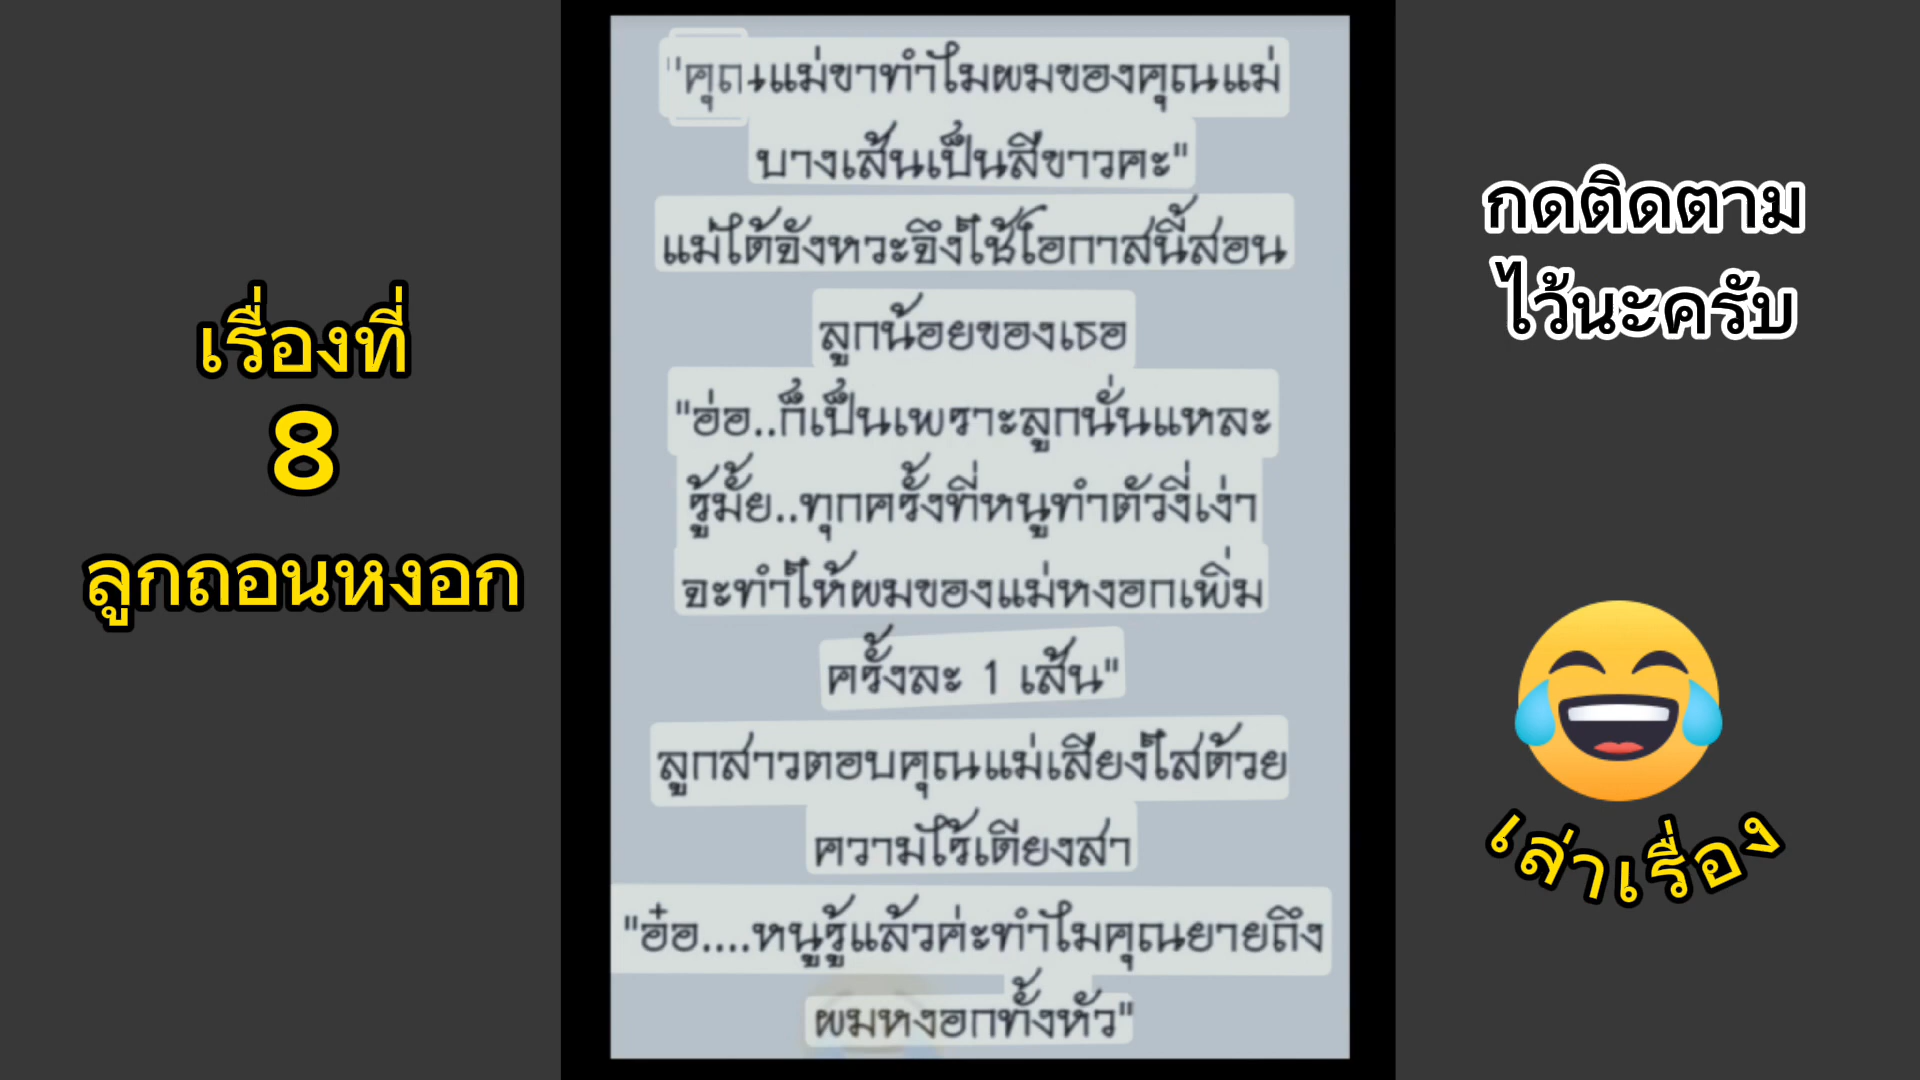 เรื่องที่
8
ลูกถอนหงอก
"คุณแม่ขาทำไมผมของคุณแม่
บางเส้นเป็นสีขาวคะ"
แม่ได้จังหวะจึงใช้โอกาสนี้สอน
ลูกน้อยของเธอ
"อ่อ..ก็เป็นเพราะลูกนั่นแหละ
รู้มั้ย..ทุกครั้งที่หนูทำตัวงี่เง่า
จะทำให้ผมของแม่หงอกเพิ่ม
ครั้งละ 1 เส้น"
ลูกสาวตอบคุณแม่เสียงใสด้วย
ความไร้เดียงสา
"อ๋อ....หนูรู้แล้วค่ะทำไมคุณยายถึง
ผมหงอกทั้งหัว"
กดติดตาม
ไว้นะครับ
เล่าเรื่อง